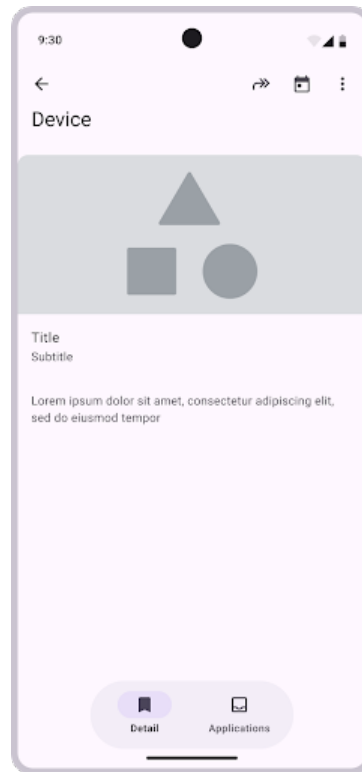 9:30
Device
Title
Subtitle
Lorem ipsum dolor sit amet, consectetur adipiscing elit,
sed do eiusmod tempor
Detail
Applications